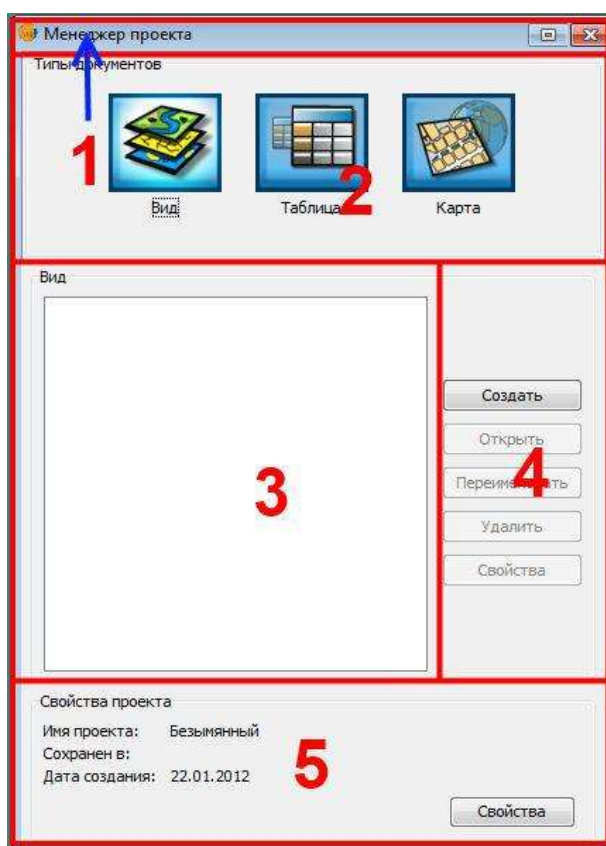 Менеджер проекта
Типы документов
1
2
Вид
Таблица
Карта
Вид
3
4
Создать
Открыть
Переименовать
Удалить
Свойства
Свойства проекта
Имя проекта: Безымянный
Сохранен в:
Дата создания: 22.01.2012
5
Свойства